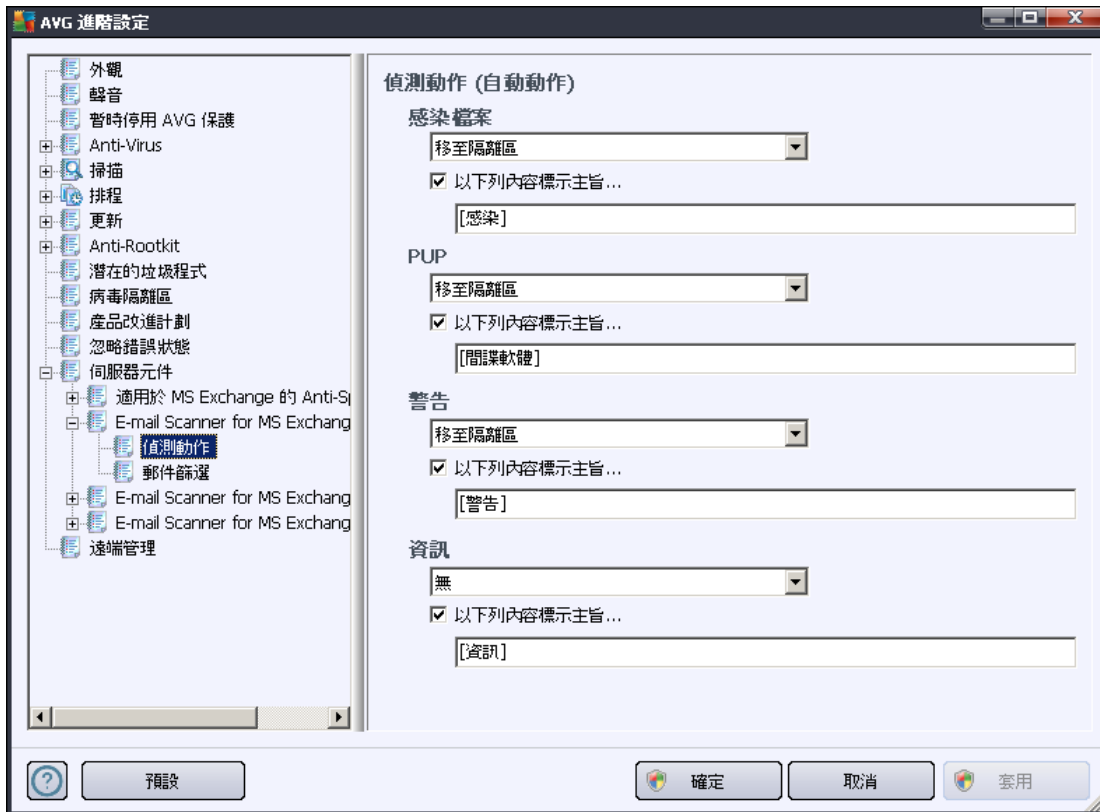 AVG 進階設定
外觀
聲音
暫時停用 AVG 保護
Anti-Virus
掃描
排程
更新
Anti-Rootkit
潛在的垃圾程式
病毒隔離區
產品改進計劃
忽略錯誤狀態
伺服器元件
適用於 MS Exchange 的 Anti-Sp
E-mail Scanner for MS Exchang
偵測動作
郵件篩選
E-mail Scanner for MS Exchang
E-mail Scanner for MS Exchang
遠端管理
偵測動作 (自動動作)
感染檔案
移至隔離區
以下列內容標示主旨...
[感染]
PUP
移至隔離區
以下列內容標示主旨...
[間諜軟體]
警告
移至隔離區
以下列內容標示主旨...
[警告]
資訊
無
以下列內容標示主旨...
[資訊]
預設
確定
取消
套用